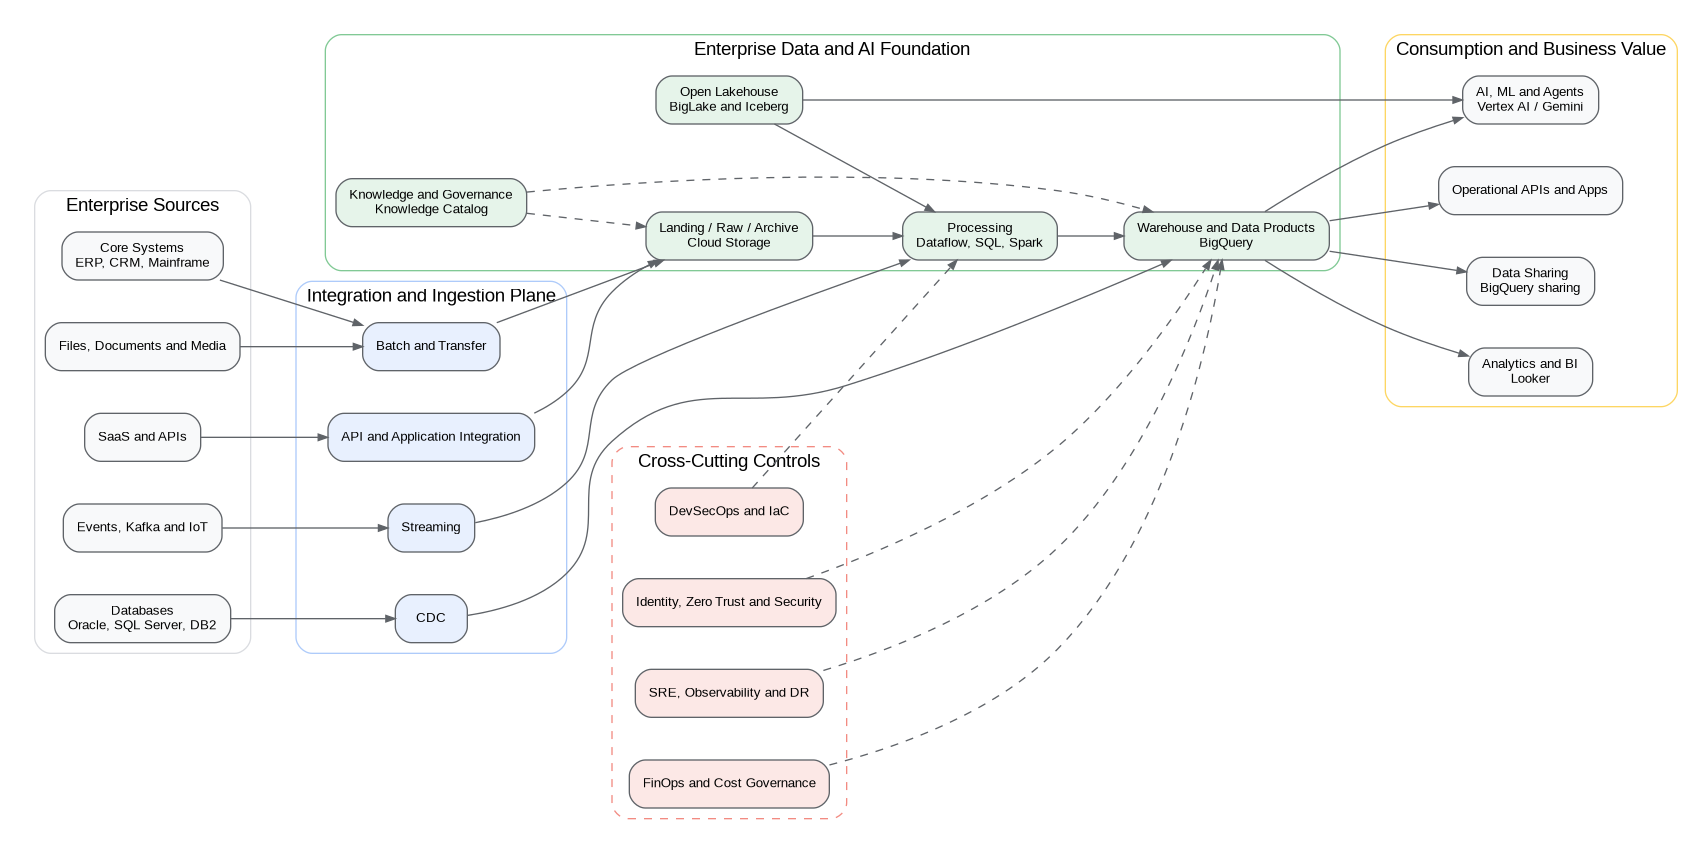 Enterprise Sources
Core Systems
ERP, CRM, Mainframe
Files, Documents and Media
SaaS and APIs
Events, Kafka and IoT
Databases
Oracle, SQL Server, DB2
Integration and Ingestion Plane
Batch and Transfer
API and Application Integration
Streaming
CDC
Enterprise Data and AI Foundation
Open Lakehouse
BigLake and Iceberg
Knowledge and Governance
Knowledge Catalog
Landing / Raw / Archive
Cloud Storage
Processing
Dataflow, SQL, Spark
Warehouse and Data Products
BigQuery
Cross-Cutting Controls
DevSecOps and IaC
Identity, Zero Trust and Security
SRE, Observability and DR
FinOps and Cost Governance
Consumption and Business Value
AI, ML and Agents
Vertex AI / Gemini
Operational APIs and Apps
Data Sharing
BigQuery sharing
Analytics and BI
Looker